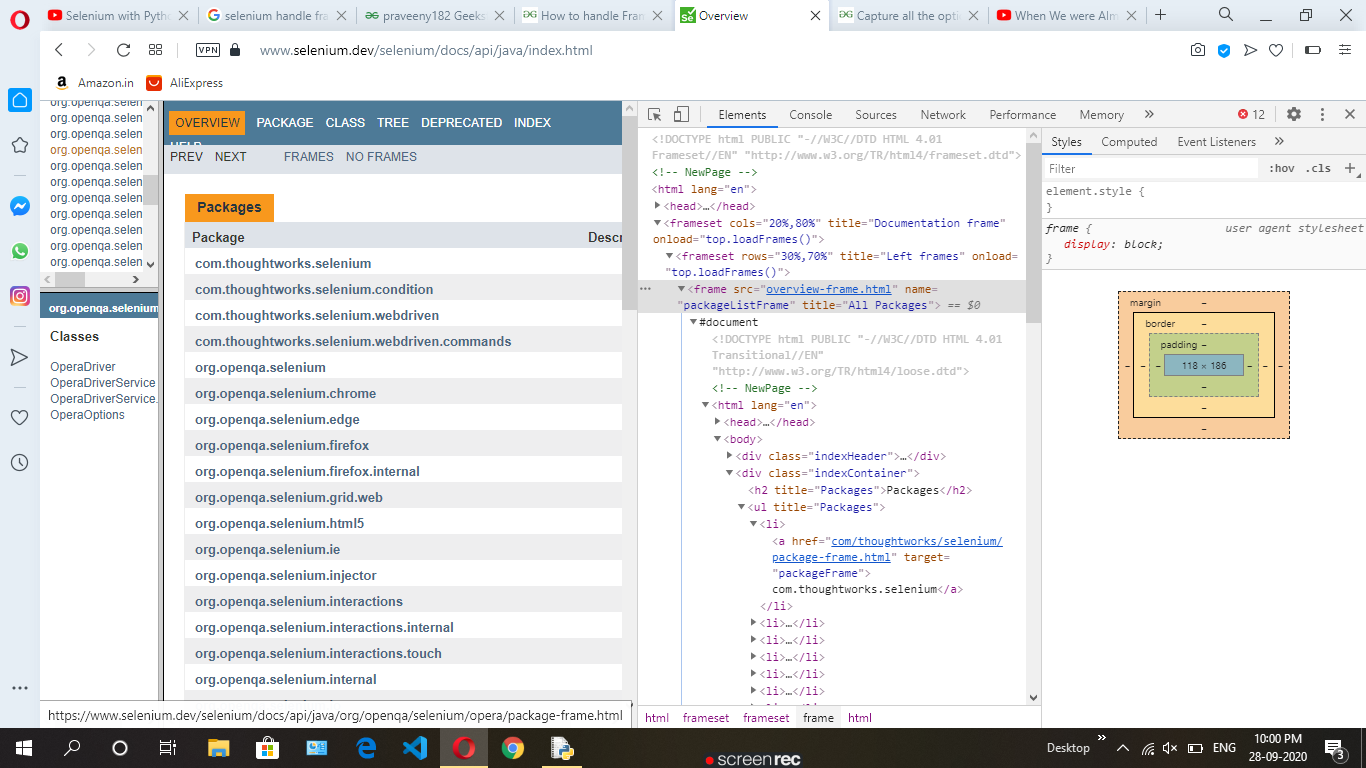 Selenium with Pyth
selenium handle fra
praveeny182 Geeks
How to handle Fran
Overview
Capture all the opti
When We were Alm
VPN
www.selenium.dev/selenium/docs/api/java/index.html
Amazon.in
AliExpress
org.openqa.selen
org.openqa.selen
org.openqa.selen
org.openqa.selen
org.openqa.selen
org.openqa.selen
org.openqa.selen
org.openqa.selen
org.openqa.selen
org.openqa.selen
org.openqa.selen
org.openqa.selenium
Classes
OperaDriver
OperaDriverService
OperaDriverService.
OperaOptions
OVERVIEW PACKAGE CLASS TREE DEPRECATED INDEX
HELP
PREV NEXT FRAMES NO FRAMES
Packages
Package Descr
com.thoughtworks.selenium
com.thoughtworks.selenium.condition
com.thoughtworks.selenium.webdriven
com.thoughtworks.selenium.webdriven.commands
org.openqa.selenium
org.openqa.selenium.chrome
org.openqa.selenium.edge
org.openqa.selenium.firefox
org.openqa.selenium.firefox.internal
org.openqa.selenium.grid.web
org.openqa.selenium.html5
org.openqa.selenium.ie
org.openqa.selenium.injector
org.openqa.selenium.interactions
org.openqa.selenium.interactions.internal
org.openqa.selenium.interactions.touch
org.openqa.selenium.internal
https://www.selenium.dev/selenium/docs/api/java/org/openqa/selenium/opera/package-frame.html
Elements Console Sources Network Performance Memory » 12
<!DOCTYPE html PUBLIC "-//W3C//DTD HTML 4.01
Frameset//EN" "http://www.w3.org/TR/html4/frameset.dtd">
<!-- NewPage -->
<html lang="en">
<head>…</head>
<frameset cols="20%,80%" title="Documentation frame"
onload="top.loadFrames()">
<frameset rows="30%,70%" title="Left frames" onload=
"top.loadFrames()">
<frame src="overview-frame.html" name=
"packageListFrame" title="All Packages"> == $0
#document
<!DOCTYPE html PUBLIC "-//W3C//DTD HTML 4.01
Transitional//EN"
"http://www.w3.org/TR/html4/loose.dtd">
<!-- NewPage -->
<html lang="en">
<head>…</head>
<body>
<div class="indexHeader">…</div>
<div class="indexContainer">
<h2 title="Packages">Packages</h2>
<ul title="Packages">
<li>
<a href="com/thoughtworks/selenium/
package-frame.html" target=
"packageFrame">
com.thoughtworks.selenium</a>
</li>
<li>…</li>
<li>…</li>
<li>…</li>
<li>…</li>
<li>…</li>
html frameset frameset frame html
Styles Computed Event Listeners »
Filter :hov .cls +
element.style {
}
frame { user agent stylesheet
display: block;
}
margin –
border –
padding –
– – – 118 × 186 – – –
–
–
–
Desktop » ENG 10:00 PM
28-09-2020
3
screenrec